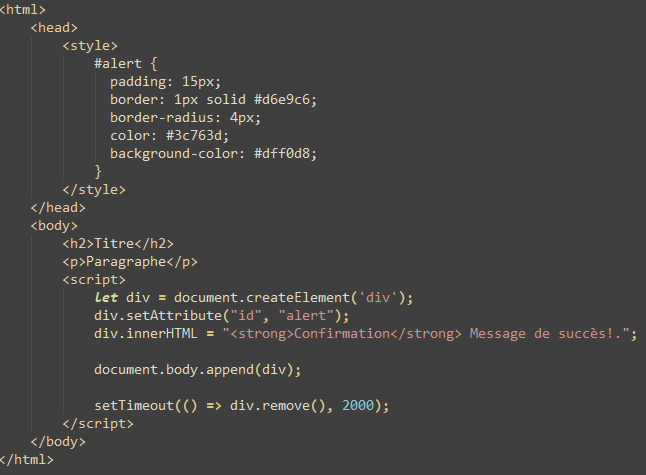 <html>
<head>
<style>
#alert {
padding: 15px;
border: 1px solid #d6e9c6;
border-radius: 4px;
color: #3c763d;
background-color: #dff0d8;
}
</style>
</head>
<body>
<h2>Titre</h2>
<p>Paragraphe</p>
<script>
let div = document.createElement('div');
div.setAttribute("id", "alert");
div.innerHTML = "<strong>Confirmation</strong> Message de succès!.";
document.body.append(div);
setTimeout(() => div.remove(), 2000);
</script>
</body>
</html>